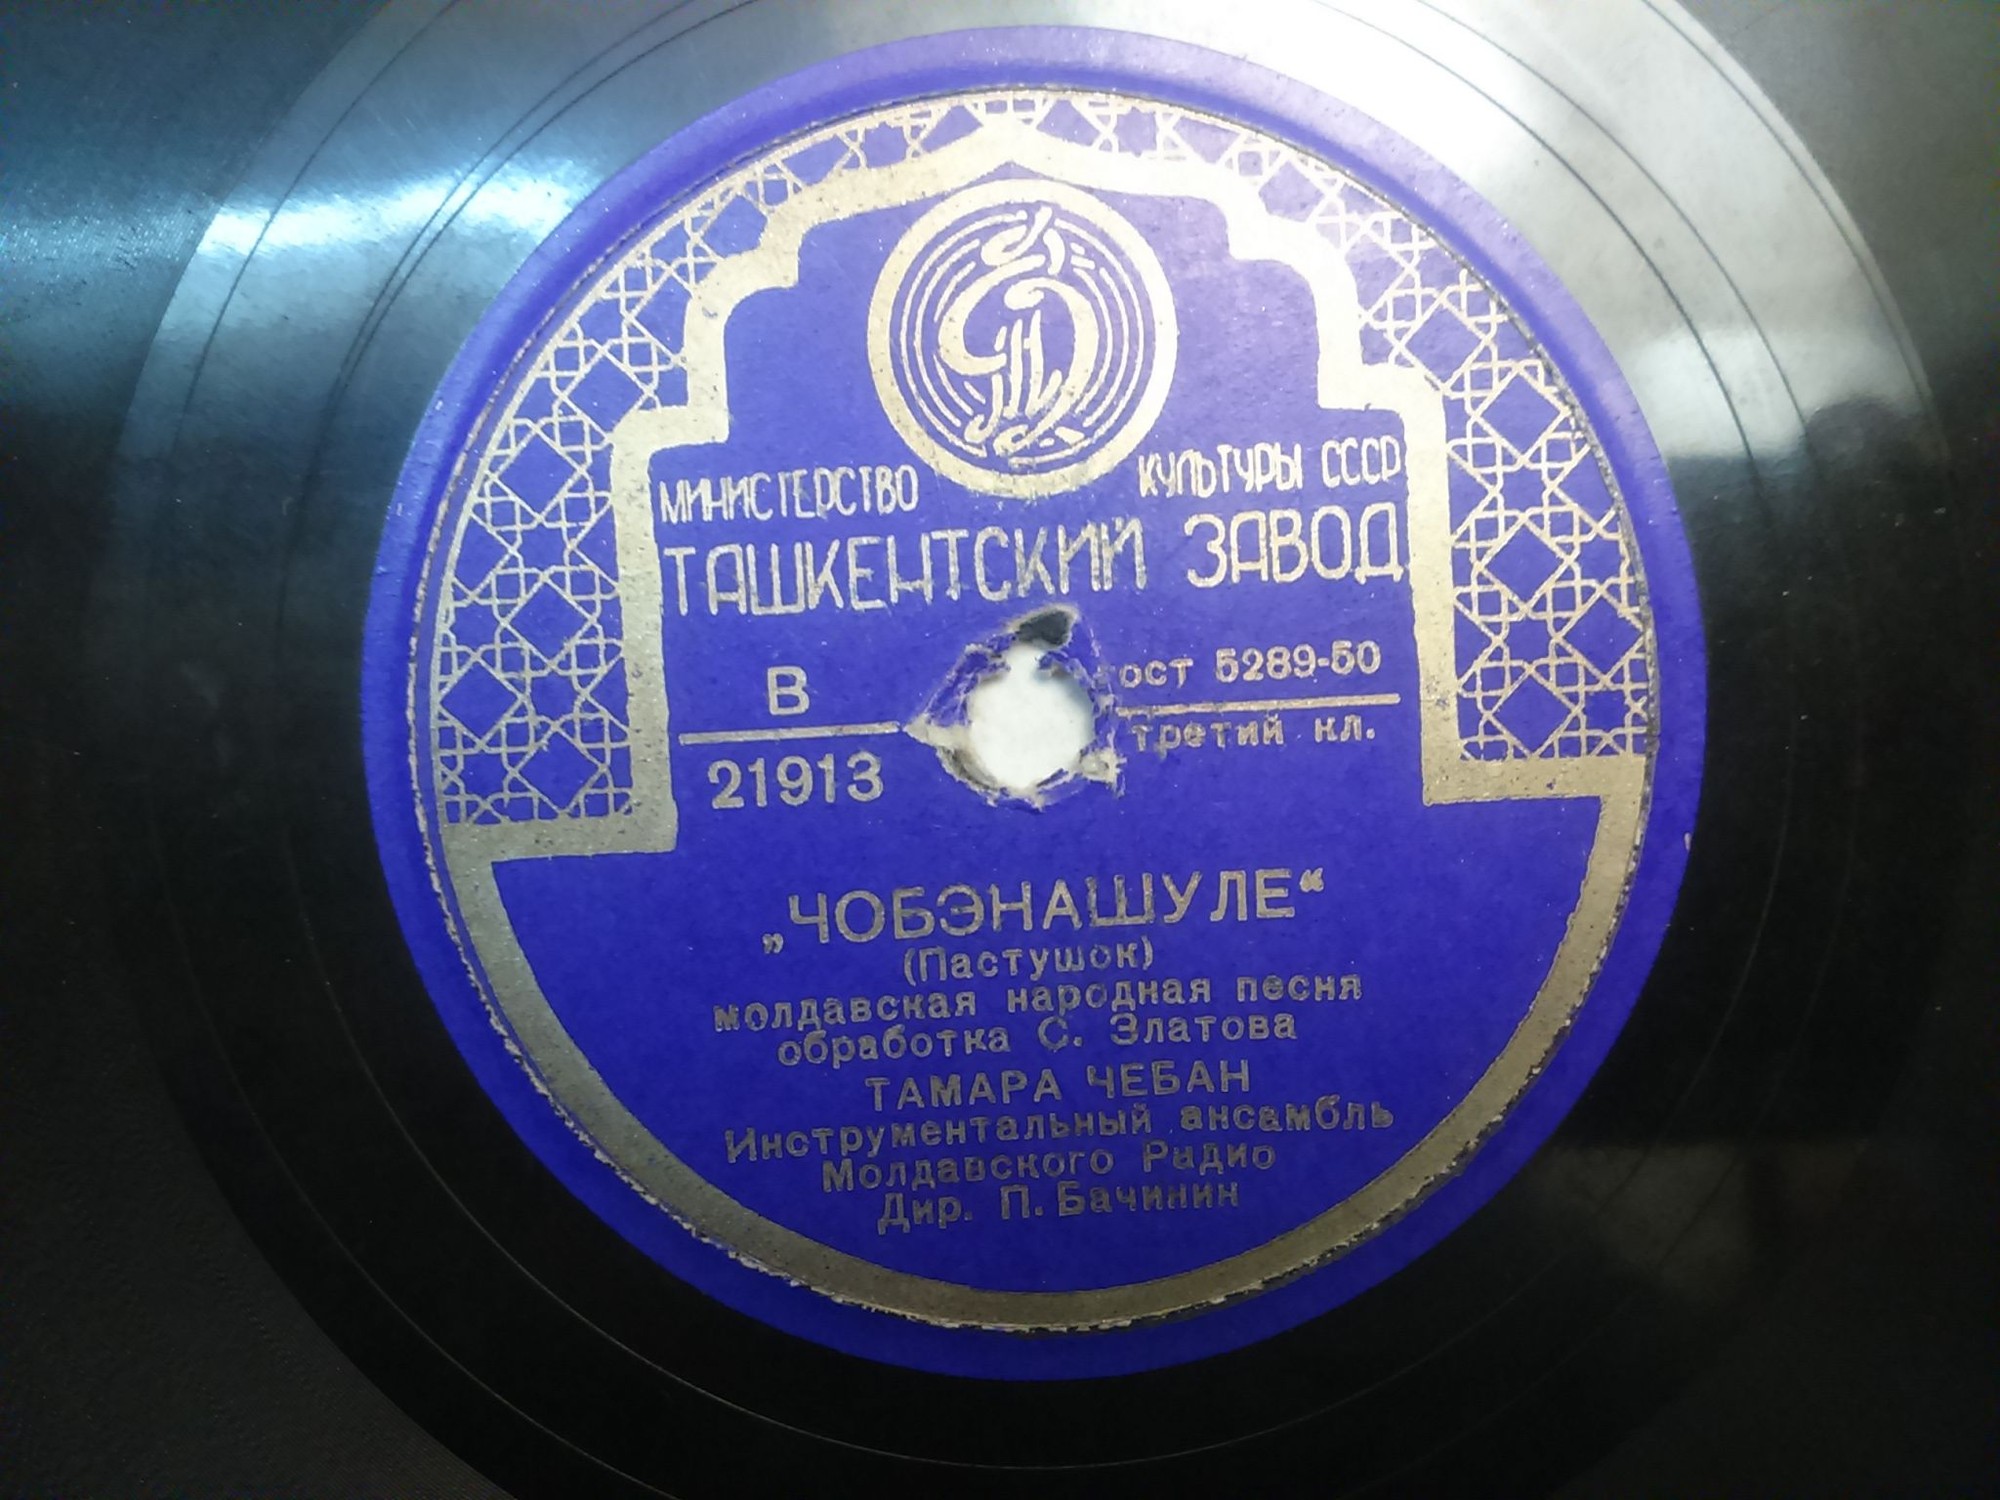 МИНИСТЕРСТВО КУЛЬТУРЫ СССР
ТАШКЕНТСКИЙ ЗАВОД
В
21913
ост 5289-50
третий кл.
„ЧОБЭНАШУЛЕ“
(Пастушок)
молдавская народная песня
обработка С. Златова
ТАМАРА ЧЕБАН
Инструментальный ансамбль
Молдавского Радио
Дир. П. Бачинин